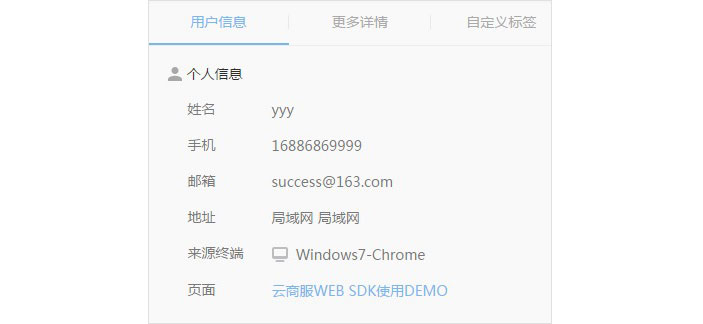 用户信息 更多详情 自定义标签
个人信息
姓名 yyy
手机 16886869999
邮箱 success@163.com
地址 局域网 局域网
来源终端 Windows7-Chrome
页面 云商服WEB SDK使用DEMO